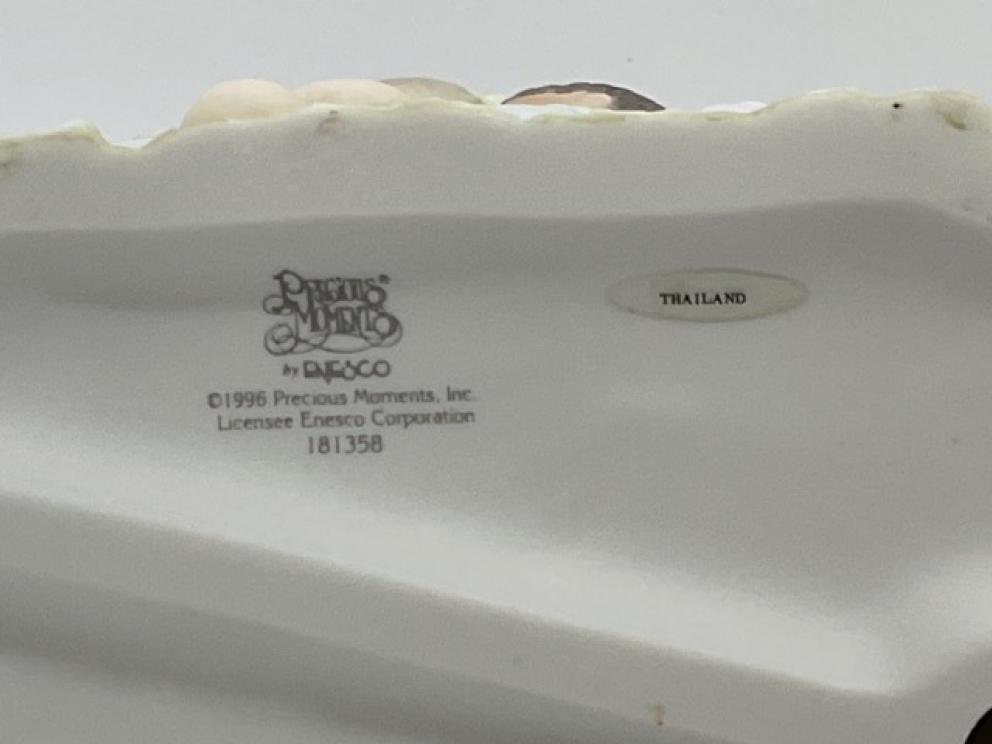 PRECIOUS
MOMENTS
by ENESCO
©1996 Precious Moments, Inc.
Licensee Enesco Corporation
181358
THAILAND